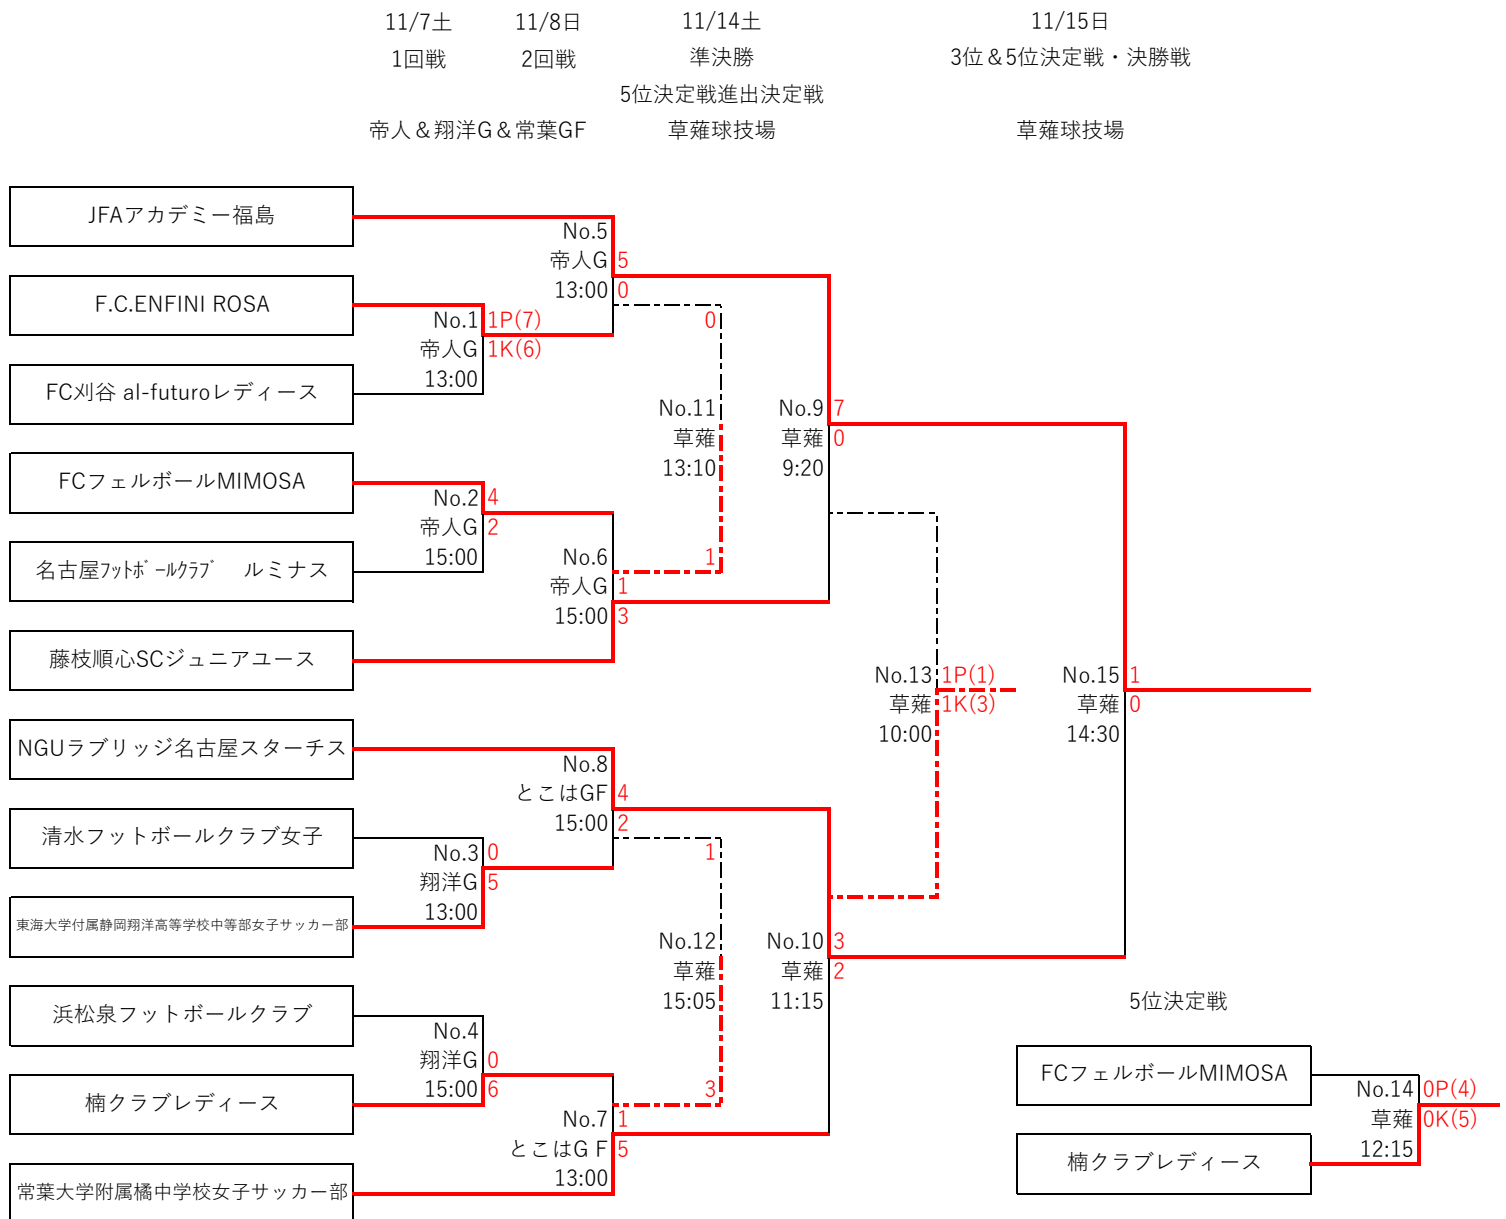 11/7土 11/8日 11/14土 11/15日
1回戦 2回戦 準決勝 3位＆5位決定戦・決勝戦
5位決定戦進出決定戦
帝人＆翔洋G＆常葉GF 草薙球技場 草薙球技場
JFAアカデミー福島
No.5
帝人G 5
13:00 0
F.C.ENFINI ROSA
No.1 1P(7)
帝人G 1K(6)
13:00
0
FC刈谷 al-futuroレディース
No.11
草薙
13:10
No.9 7
草薙 0
9:20
FCフェルボールMIMOSA
No.2 4
帝人G 2
15:00
名古屋ﾌｯﾄﾎﾞｰﾙｸﾗﾌﾞ ルミナス
No.6 1
帝人G 1
15:00 3
藤枝順心SCジュニアユース
No.13 1P(1)
草薙 1K(3)
10:00
No.15 1
草薙 0
14:30
NGUラブリッジ名古屋スターチス
No.8
とこはGF 4
15:00 2
清水フットボールクラブ女子
No.3 0
翔洋G 5
13:00
1
東海大学付属静岡翔洋高等学校中等部女子サッカー部
No.12
草薙
15:05
No.10 3
草薙 2
11:15
浜松泉フットボールクラブ
No.4
翔洋G 0
15:00 6
3
楠クラブレディース
No.7 1
とこはG F 5
13:00
常葉大学附属橘中学校女子サッカー部
5位決定戦
FCフェルボールMIMOSA
No.14 0P(4)
草薙 0K(5)
12:15
楠クラブレディース